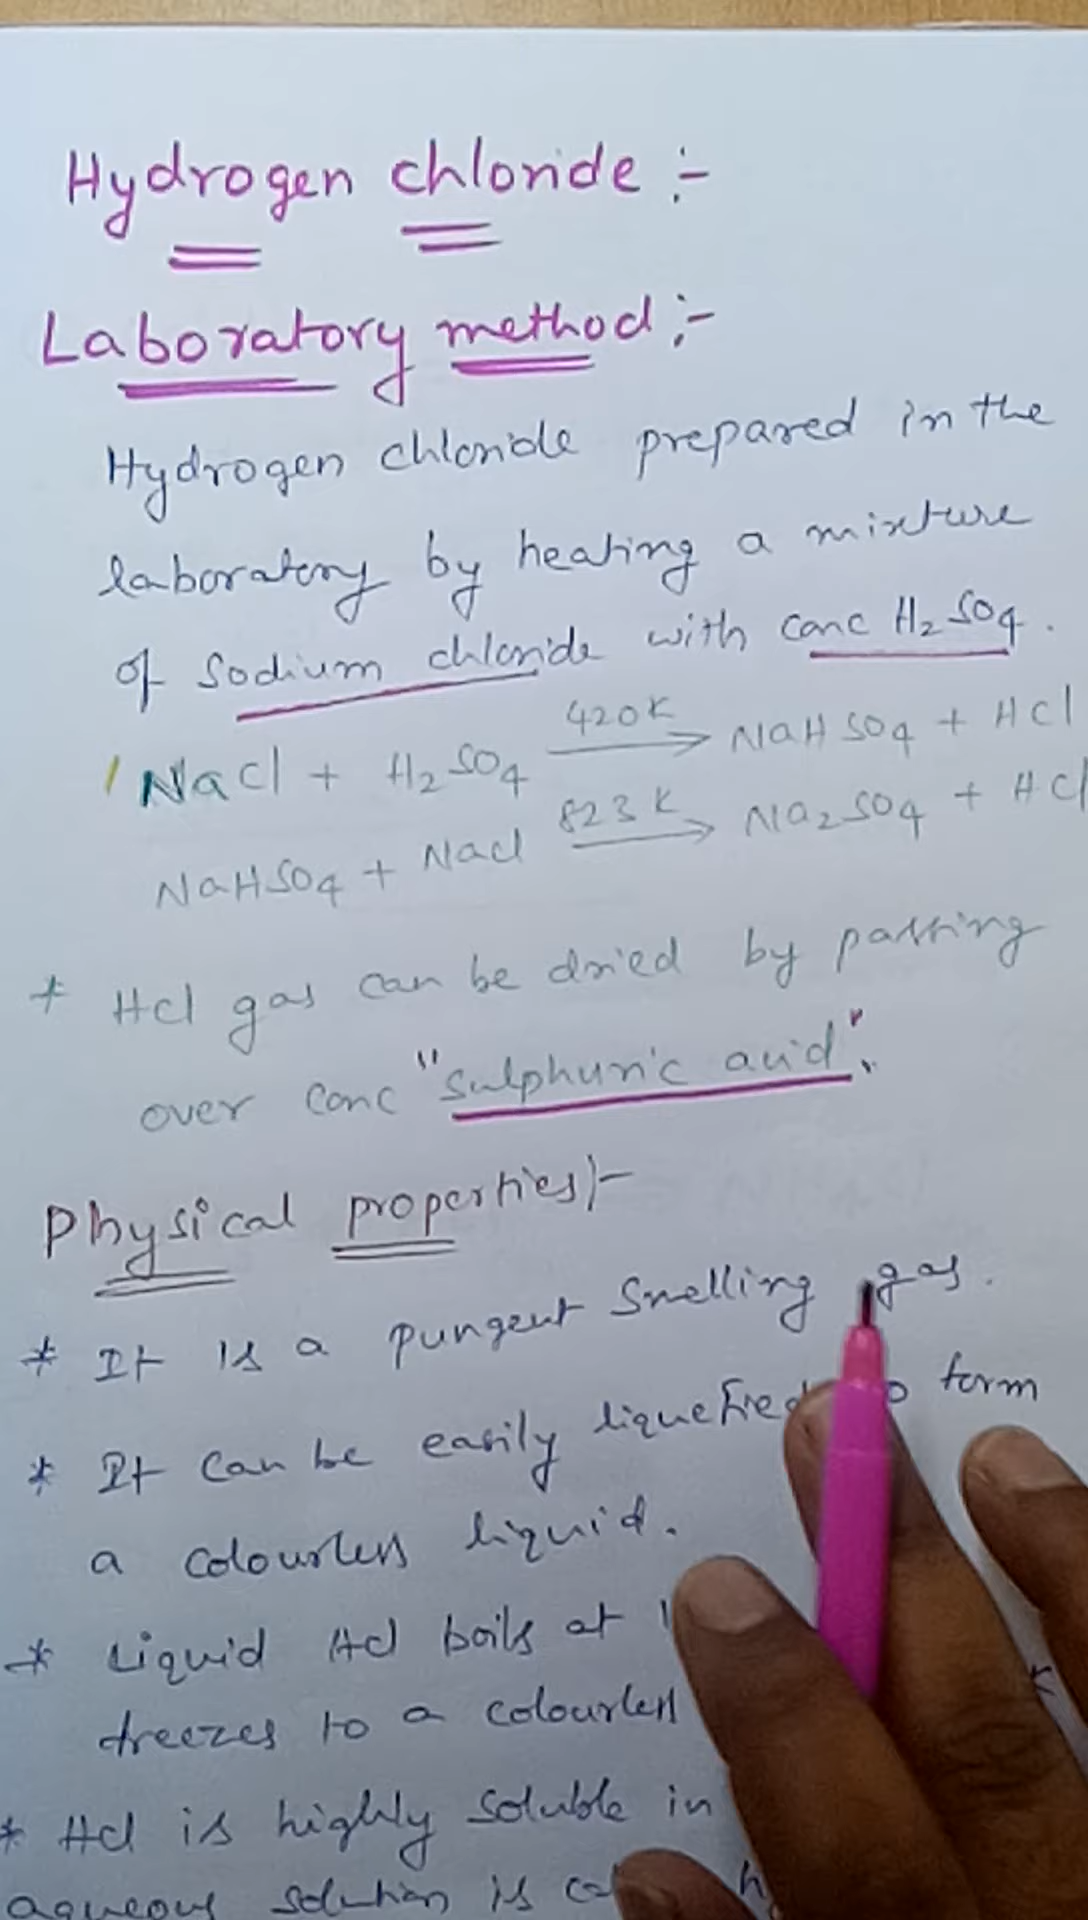 Hydrogen chloride :-
Laboratory method :-
Hydrogen chloride prepared in the
laboratory by heating a mixture
of Sodium chloride with conc H₂SO₄.
NaCl + H₂SO₄ 420K → NaHSO₄ + HCl
NaHSO₄ + NaCl 823K → Na₂SO₄ + HCl
* HCl gas can be dried by passing
over conc "sulphuric acid".
Physical properties :-
* It is a pungent smelling gas.
* It can be easily liquefied form
a colourless liquid.
* Liquid HCl boils at
freezes to a colourless
* HCl is highly soluble in
aqueous solution is